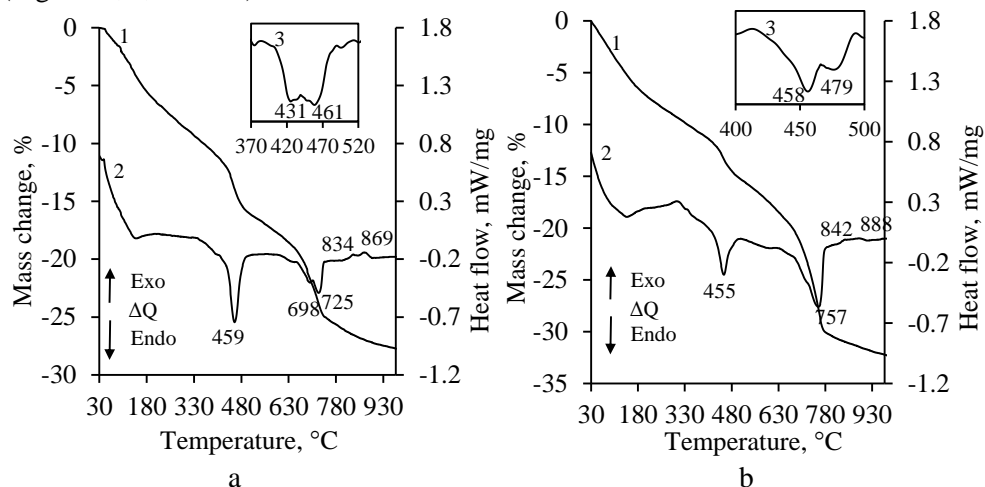 0
-5
-10
-15
-20
-25
-30
Mass change, %
1.8
1.3
0.8
0.3
-0.2
-0.7
-1.2
Heat flow, mW/mg
1
2
3
431 461
370 420 470 520
834 869
698 725
459
Exo
ΔQ
Endo
30 180 330 480 630 780 930
Temperature, °C
a
0
-5
-10
-15
-20
-25
-30
-35
Mass change, %
1.8
1.3
0.8
0.3
-0.2
-0.7
-1.2
Heat flow, mW/mg
1
2
3
458 479
400 450 500
842 888
455
757
Exo
ΔQ
Endo
30 180 330 480 630 780 930
Temperature, °C
b